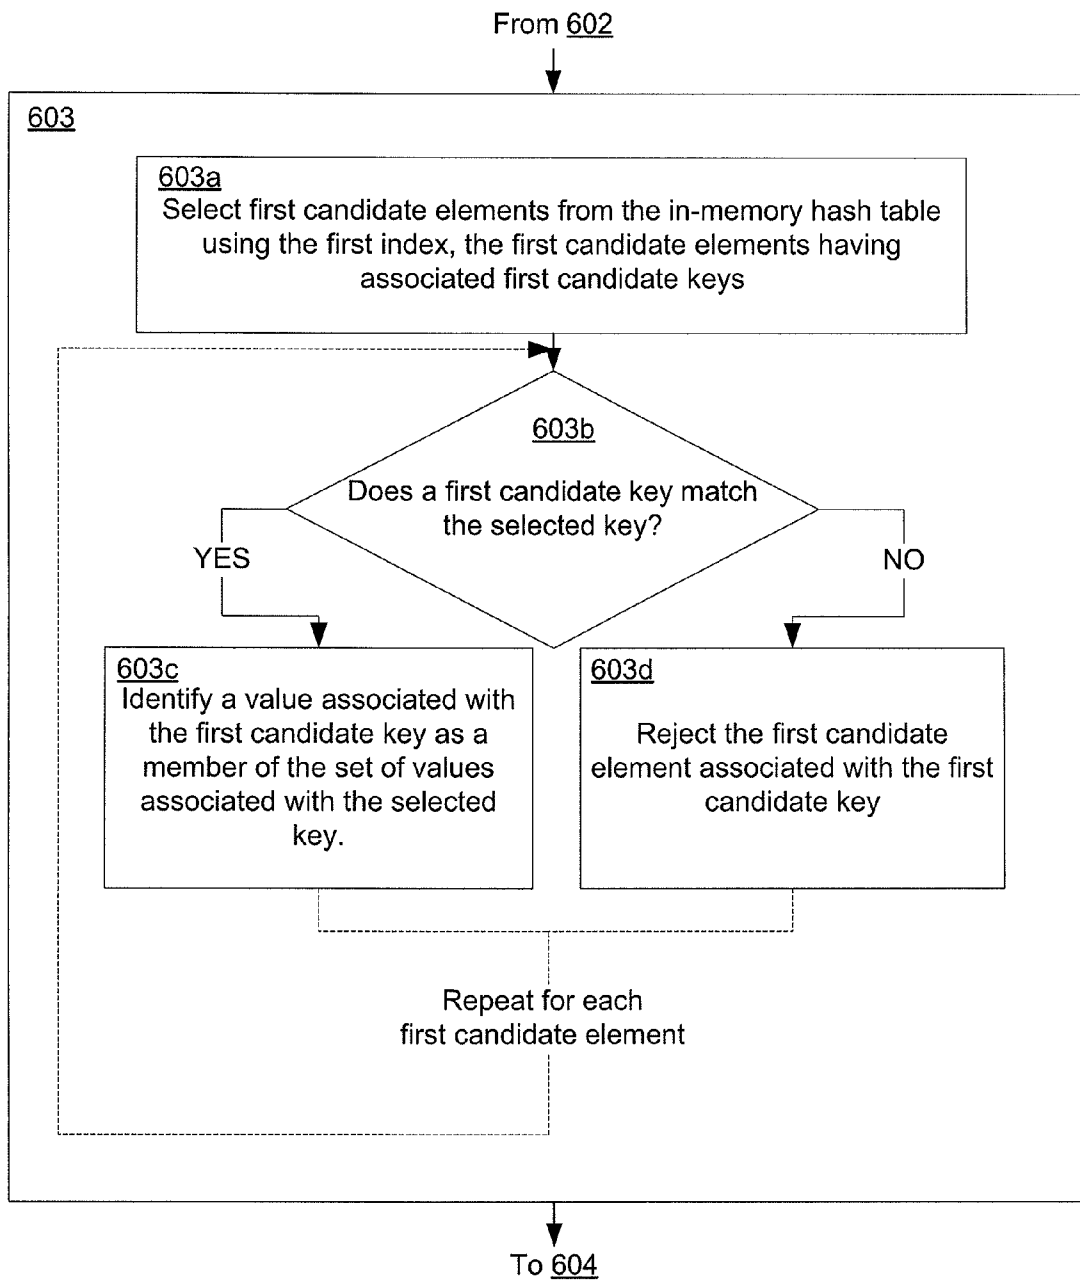 From 602
603
603a
Select first candidate elements from the in-memory hash table
using the first index, the first candidate elements having
associated first candidate keys
603b
Does a first candidate key match
the selected key?
YES
NO
603c
Identify a value associated with
the first candidate key as a
member of the set of values
associated with the selected
key.
603d
Reject the first candidate
element associated with the first
candidate key
Repeat for each
first candidate element
To 604